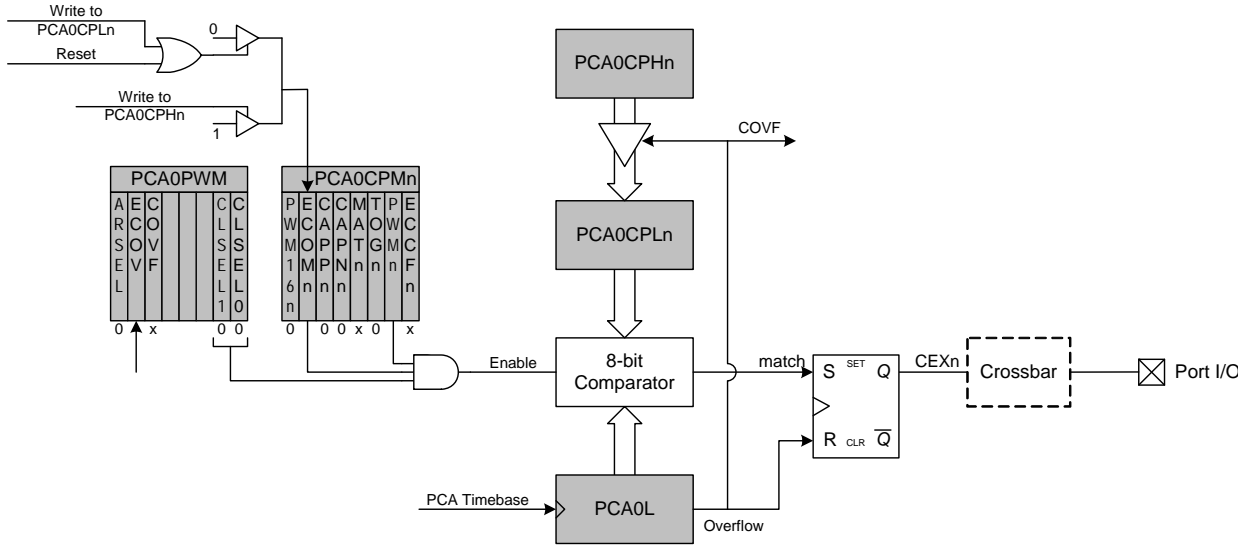 Write to
PCA0CPLn
Reset
0
Write to
PCA0CPHn
1
PCA0CPHn
COVF
PCA0PWM
ARSEL
ECOV
COVF
CLSEL1
CLSEL0
0
x
0
0
PCA0CPMn
PWM16n
ECOMn
CAPPn
CAPNn
MATn
TOGn
PWMn
ECCFn
0
0
0
x
0
x
PCA0CPLn
Enable
8-bit
Comparator
match
S SET Q
R CLR Q
CEXn
Crossbar
Port I/O
PCA Timebase
PCA0L
Overflow